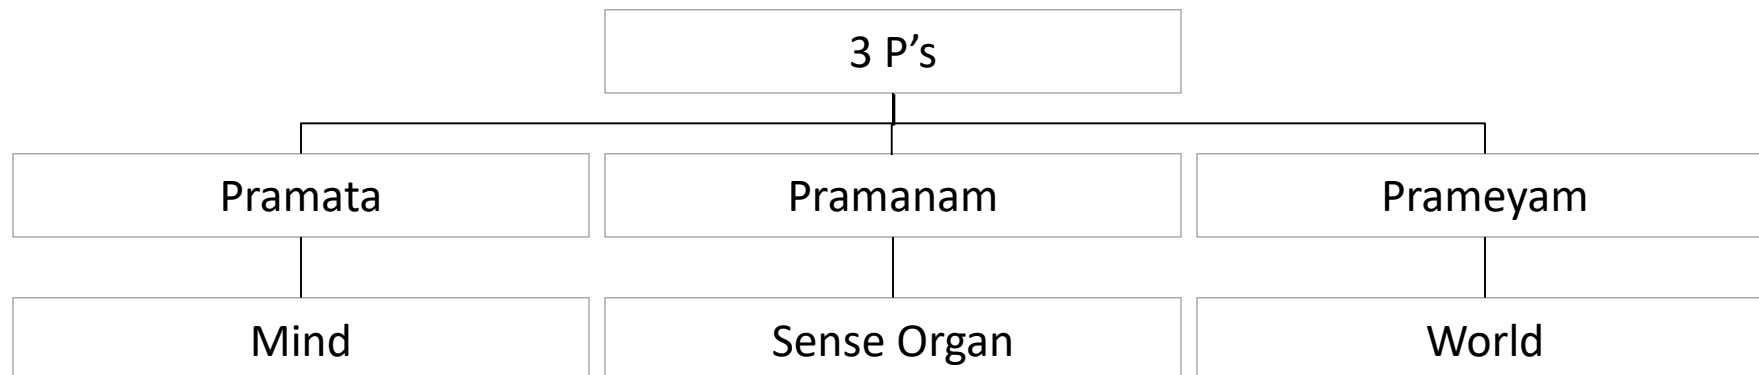 3 P’s
Pramata
Pramanam
Prameyam
Mind
Sense Organ
World